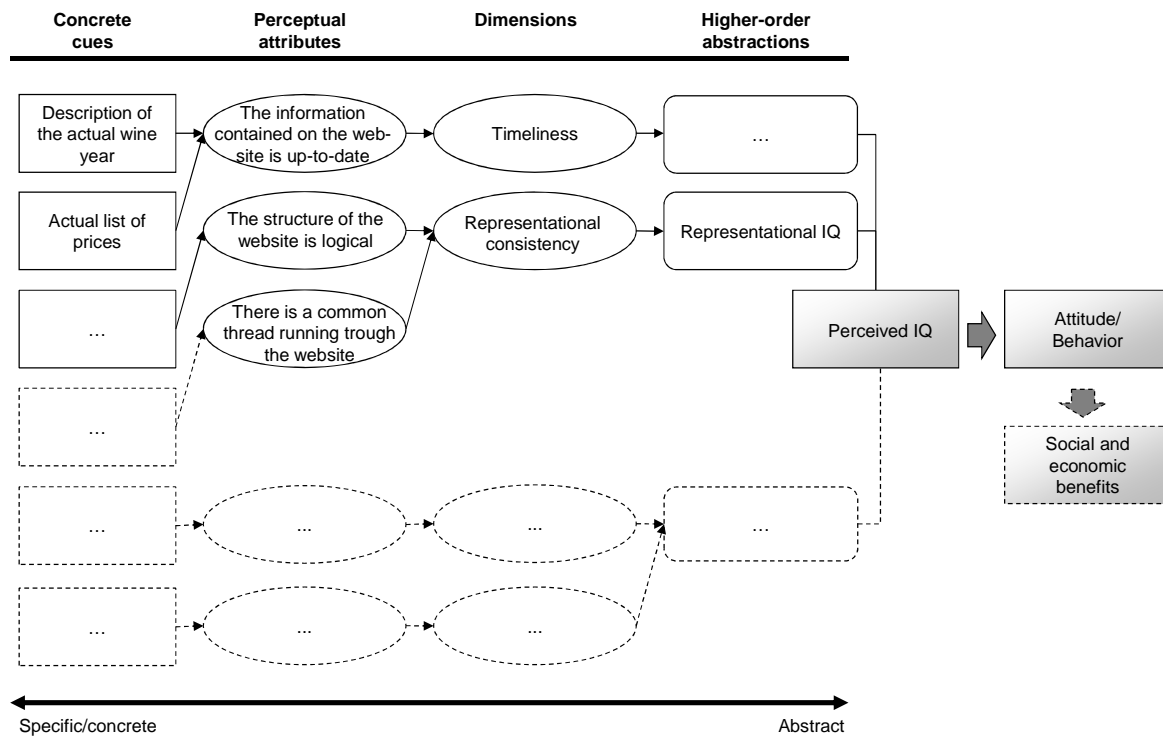 Concrete
cues
Perceptual
attributes
Dimensions
Higher-order
abstractions
Description of
the actual wine
year
The information
contained on the web-
site is up-to-date
Timeliness
…
Actual list of
prices
The structure of the
website is logical
Representational
consistency
Representational IQ
…
There is a common
thread running trough
the website
Perceived IQ
Attitude/
Behavior
…
Social and
economic
benefits
…
...
...
…
…
...
...
Specific/concrete
Abstract